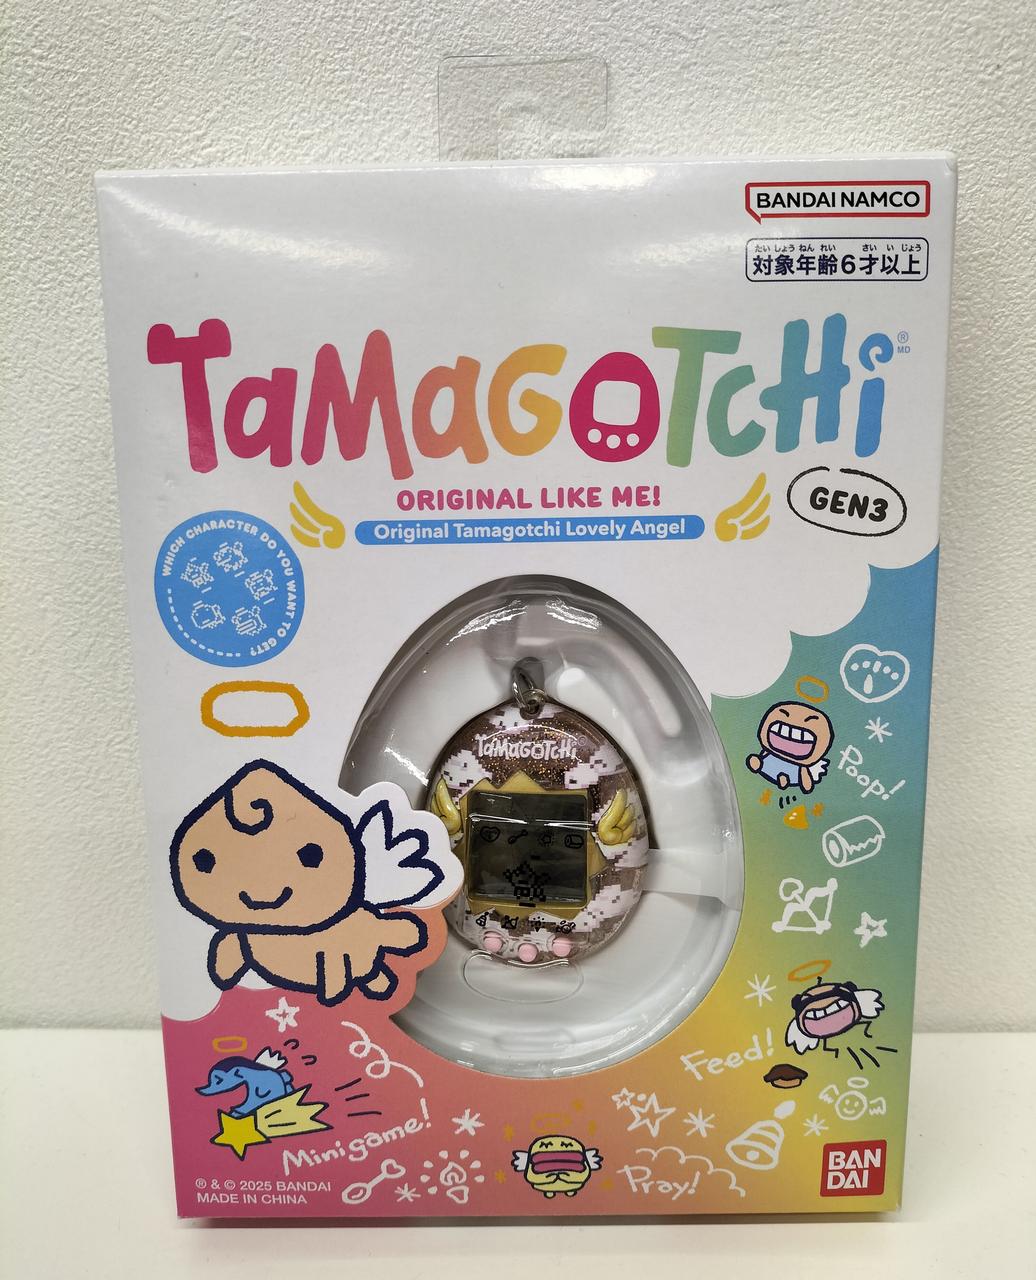 BANDAI NAMCO
たいしょうねんれい さいいじょう
対象年齢6才以上
TaMaGOTcHi
® MD
ORIGINAL LIKE ME!
Original Tamagotchi Lovely Angel
GEN3
WHICH CHARACTER DO YOU WANT TO GET?
TaMaGOTcHi
Poop!
Feed!
Minigame!
Pray!
® & © 2025 BANDAI
MADE IN CHINA
BAN
DAI